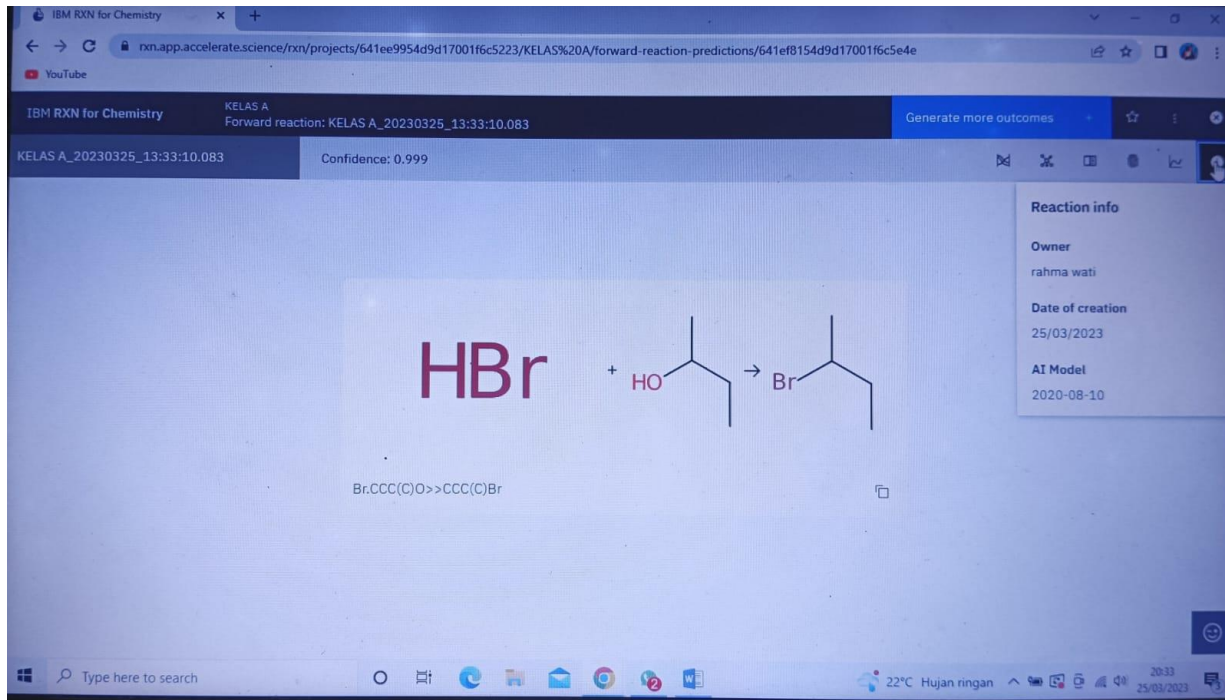 IBM RXN for Chemistry
rxn.app.accelerate.science/rxn/projects/641ee9954d9d17001f6c5223/KELAS%20A/forward-reaction-predictions/641ef8154d9d17001f6c5e4e
YouTube
IBM RXN for Chemistry
KELAS A
Forward reaction: KELAS A_20230325_13:33:10.083
Generate more outcomes
KELAS A_20230325_13:33:10.083
Confidence: 0.999
Reaction info
Owner
rahma wati
Date of creation
25/03/2023
AI Model
2020-08-10
HBr + HO → Br
Br.CCC(C)O>>CCC(C)Br
Type here to search
2
W
22°C Hujan ringan
20:33
25/03/2023